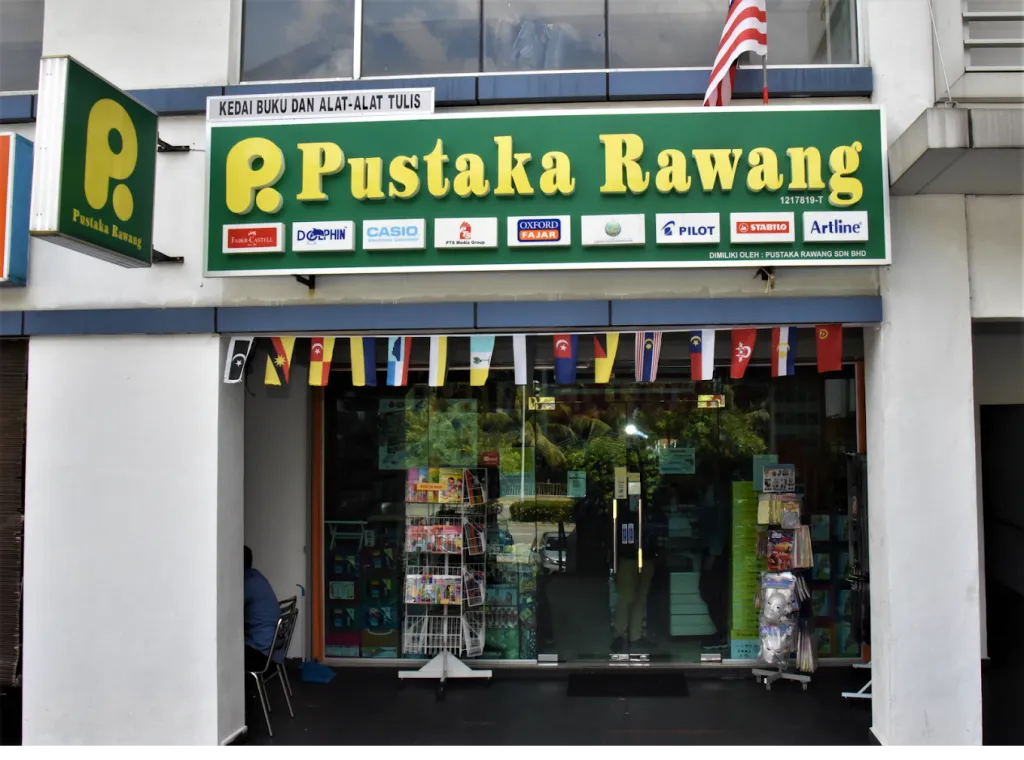 KEDAI BUKU DAN ALAT-ALAT TULIS
P. Pustaka Rawang
1217819-T
FABER-CASTELL
DOLPHIN
CASIO
PTS Media Group
OXFORD
FAJAR
PILOT
STABILO
Artline
DIMILIKI OLEH : PUSTAKA RAWANG SDN BHD
P.
Pustaka Rawang